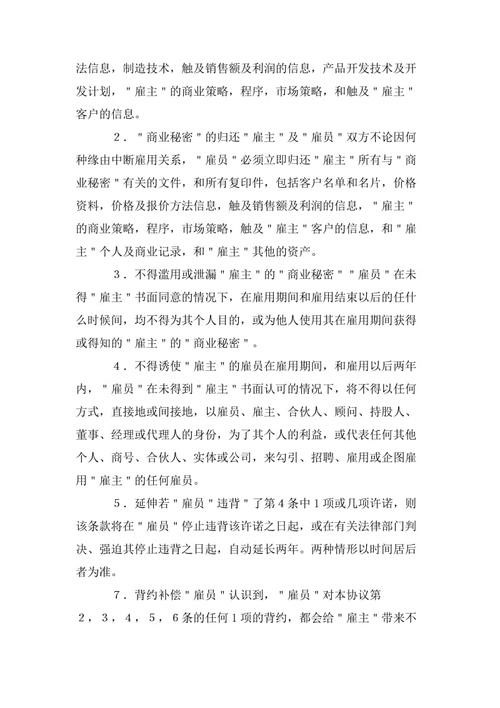 法信息，制造技术，触及销售额及利润的信息，产品开发技术及开
发计划，＂雇主＂的商业策略，程序，市场策略，和触及＂雇主＂
客户的信息。
２．＂商业秘密＂的归还＂雇主＂及＂雇员＂双方不论因何
种缘由中断雇用关系，＂雇员＂必须立即归还＂雇主＂所有与＂商
业秘密＂有关的文件，和所有复印件，包括客户名单和名片，价格
资料，价格及报价方法信息，触及销售额及利润的信息，＂雇主＂
的商业策略，程序，市场策略，触及＂雇主＂客户的信息，和＂雇
主＂个人及商业记录，和＂雇主＂其他的资产。
３．不得滥用或泄漏＂雇主＂的＂商业秘密＂＂雇员＂在未
得＂雇主＂书面同意的情况下，在雇用期间和雇用结束以后的任什
么时候间，均不得为其个人目的，或为他人使用其在雇用期间获得
或得知的＂雇主＂的＂商业秘密＂。
４．不得诱使＂雇主＂的雇员在雇用期间，和雇用以后两年
内，＂雇员＂在未得到＂雇主＂书面认可的情况下，将不得以任何
方式，直接地或间接地，以雇员、雇主、合伙人、顾问、持股人、
董事、经理或代理人的身份，为了其个人的利益，或代表任何其他
个人、商号、合伙人、实体或公司，来勾引、招聘、雇用或企图雇
用＂雇主＂的任何雇员。
５．延伸若＂雇员＂违背＂了第４条中１项或几项许诺，则
该条款将在＂雇员＂停止违背该许诺之日起，或在有关法律部门判
决、强迫其停止违背之日起，自动延长两年。两种情形以时间居后
者为准。
７．背约补偿＂雇员＂认识到，＂雇员＂对本协议第
２，３，４，５，６条的任何１项的背约，都会给＂雇主＂带来不